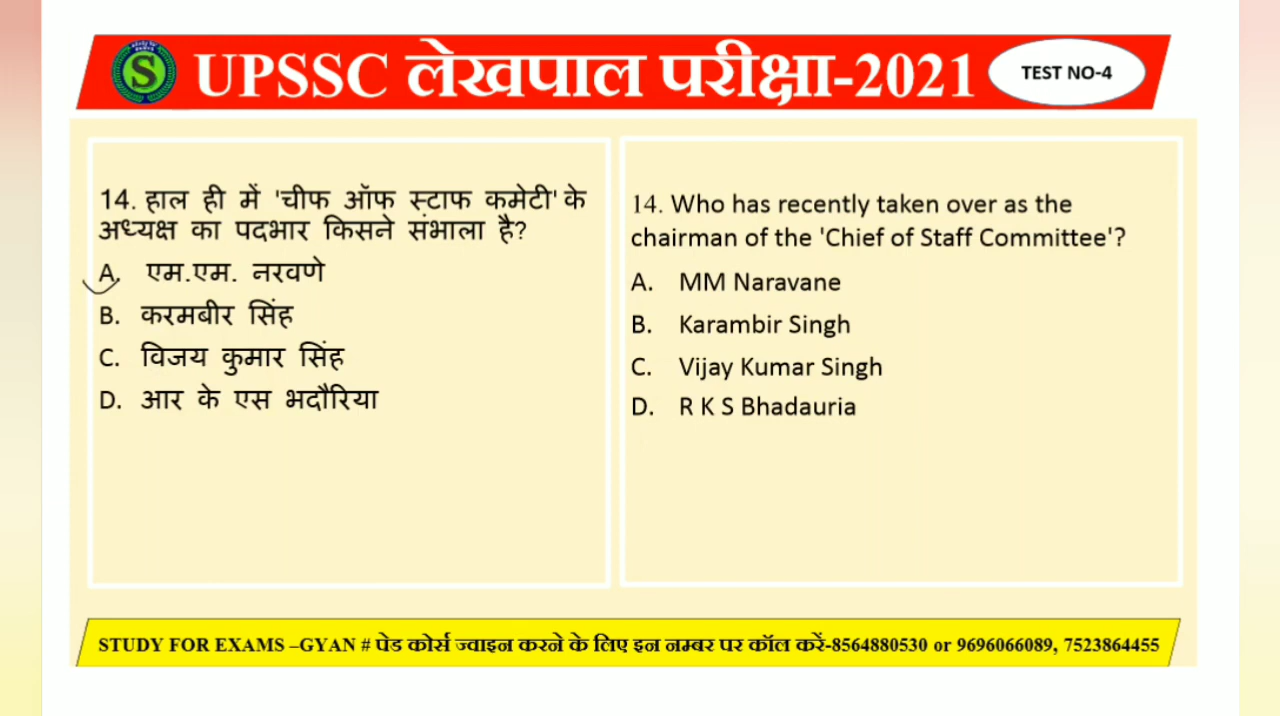 UPSSC लेखपाल परीक्षा-2021
TEST NO-4
S
14. हाल ही में 'चीफ ऑफ स्टाफ कमेटी' के
अध्यक्ष का पदभार किसने संभाला है?
A. एम.एम. नरवणे
B. करमबीर सिंह
C. विजय कुमार सिंह
D. आर के एस भदौरिया
14. Who has recently taken over as the
chairman of the 'Chief of Staff Committee'?
A. MM Naravane
B. Karambir Singh
C. Vijay Kumar Singh
D. R K S Bhadauria
STUDY FOR EXAMS –GYAN # पेड कोर्स ज्वाइन करने के लिए इन नम्बर पर कॉल करें-8564880530 or 9696066089, 7523864455